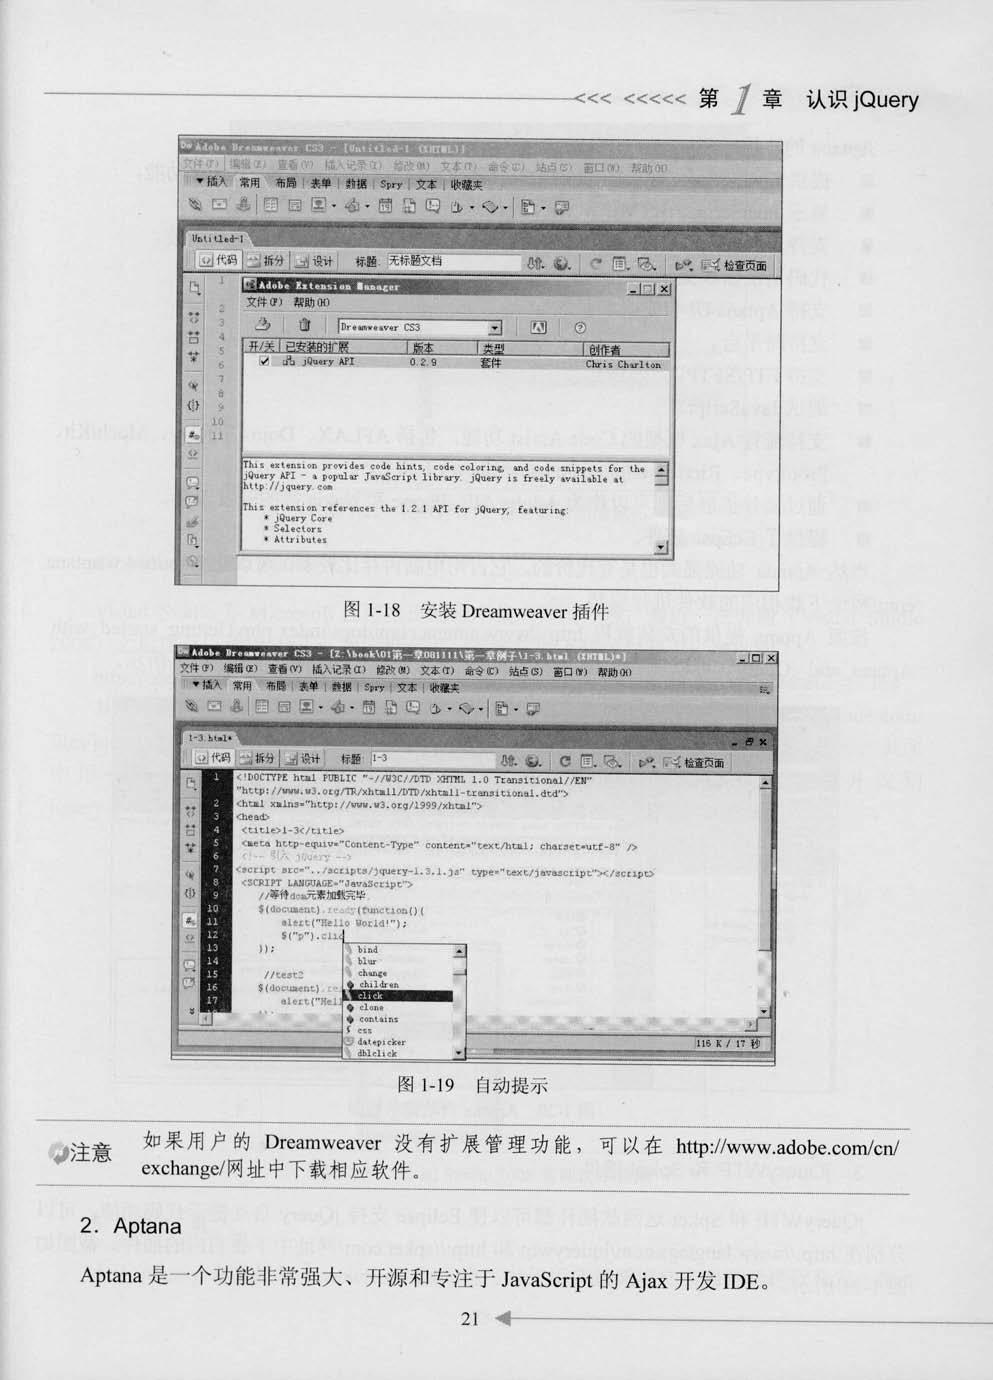 <<< <<<<< 第 1 章 认识 jQuery
Adobe Dreamweaver CS3 - [Untitled-1 (XHTML)]
文件(F) 编辑(E) 查看(V) 插入记录(I) 修改(M) 文本(T) 命令(C) 站点(S) 窗口(W) 帮助(H)
▼插入 常用 布局 表单 数据 Spry 文本 收藏夹
Untitled-1
代码 拆分 设计 标题: 无标题文档 检查页面
Adobe Extension Manager
文件(F) 帮助(H)
Dreamweaver CS3
开/关 已安装的扩展 版本 类型 创作者
jQuery API 0.2.9 套件 Chris Charlton
1
2
3
4
5
6
7
8
9
10
11
This extension provides code hints, code coloring, and code snippets for the
jQuery API - a popular JavaScript library. jQuery is freely available at
http://jquery.com
This extension references the 1.2.1 API for jQuery, featuring:
* jQuery Core
* Selectors
* Attributes
图 1-18 安装 Dreamweaver 插件
Adobe Dreamweaver CS3 - [Z:\book\01第一章081111\第一章例子\1-3.html (XHTML)*]
文件(F) 编辑(E) 查看(V) 插入记录(I) 修改(M) 文本(T) 命令(C) 站点(S) 窗口(W) 帮助(H)
▼插入 常用 布局 表单 数据 Spry 文本 收藏夹
1-3.html*
代码 拆分 设计 标题: 1-3 检查页面
1 <!DOCTYPE html PUBLIC "-//W3C//DTD XHTML 1.0 Transitional//EN"
"http://www.w3.org/TR/xhtml1/DTD/xhtml1-transitional.dtd">
2 <html xmlns="http://www.w3.org/1999/xhtml">
3 <head>
4 <title>1-3</title>
5 <meta http-equiv="Content-Type" content="text/html; charset=utf-8" />
6 <!-- 引入 jQuery -->
7 <script src="../scripts/jquery-1.3.1.js" type="text/javascript"></script>
8 <SCRIPT LANGUAGE="JavaScript">
9 //等待dom元素加载完毕.
10 $(document).ready(function(){
11 alert("Hello World!");
12 $("p").clic
13 });
14
15 //test2
16 $(document).re
17 alert("Hell
bind
blur
change
children
click
clone
contains
css
datepicker
dblclick
116 K / 17 秒
图 1-19 自动提示
注意 如果用户的 Dreamweaver 没有扩展管理功能，可以在 http://www.adobe.com/cn/
exchange/网址中下载相应软件。
2．Aptana
Aptana 是一个功能非常强大、开源和专注于 JavaScript 的 Ajax 开发 IDE。
21